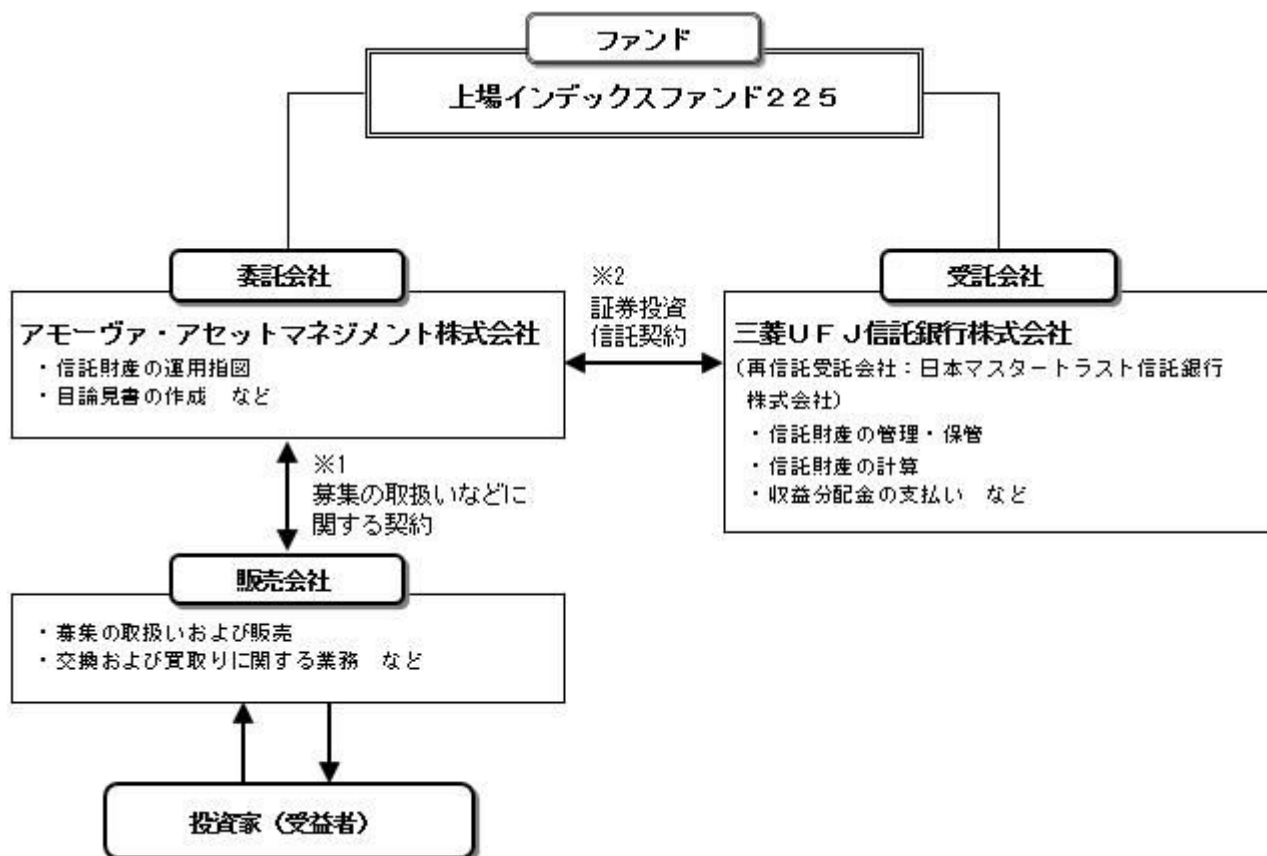 ファンド
上場インデックスファンド２２５
委託会社
アモーヴァ・アセットマネジメント株式会社
・信託財産の運用指図
・目論見書の作成　など
※2
証券投資
信託契約
受託会社
三菱ＵＦＪ信託銀行株式会社
（再信託受託会社：日本マスタートラスト信託銀行
株式会社）
・信託財産の管理・保管
・信託財産の計算
・収益分配金の支払い　など
※1
募集の取扱いなどに
関する契約
販売会社
・募集の取扱いおよび販売
・交換および買取りに関する業務　など
投資家（受益者）